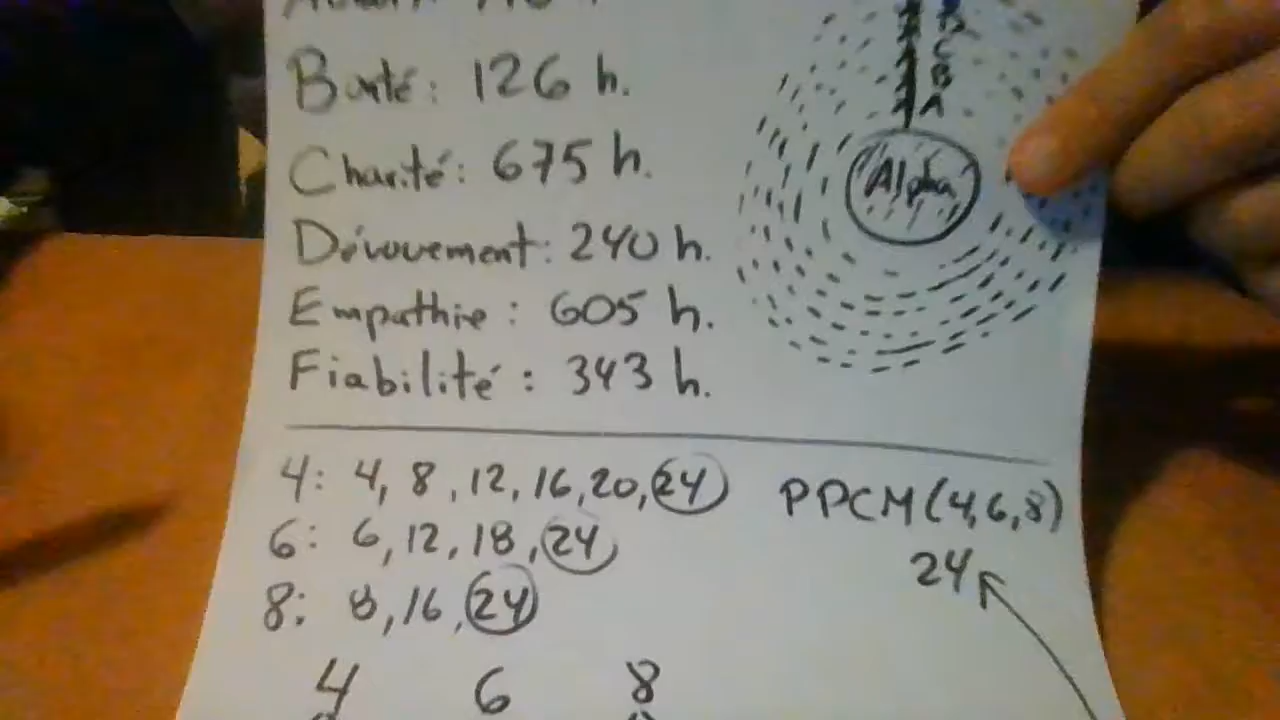 Bonté: 126 h.
Charité: 675 h.
Dévouement: 240 h.
Empathie: 605 h.
Fiabilité: 343 h.
C
B
A
Alpha
4: 4, 8, 12, 16, 20, 24
PPCM(4,6,8)
6: 6, 12, 18, 24
24
8: 8, 16, 24
4 6 8